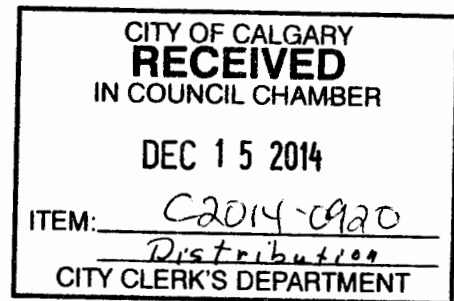 CITY OF CALGARY
RECEIVED
IN COUNCIL CHAMBER
DEC 15 2014
ITEM: C2014-0920
Distribution
CITY CLERK'S DEPARTMENT